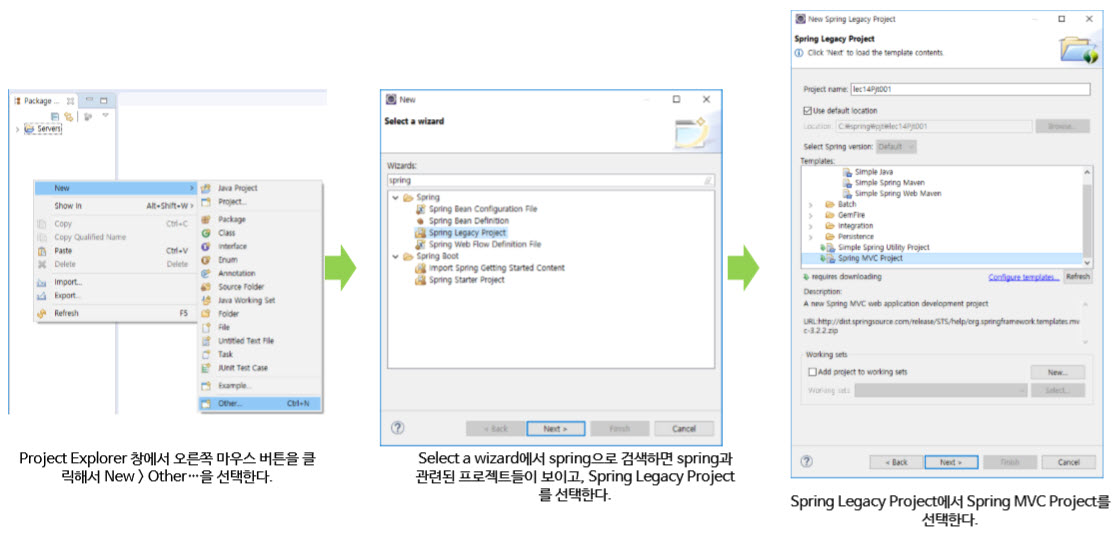 Package ...
Servers
New
Show In Alt+Shift+W >
Copy Ctrl+C
Copy Qualified Name
Paste Ctrl+V
Delete Delete
Import...
Export...
Refresh F5
Java Project
Project...
Package
Class
Interface
Enum
Annotation
Source Folder
Java Working Set
Folder
File
Untitled Text File
Task
JUnit Test Case
Example...
Other... Ctrl+N
Project Explorer 창에서 오른쪽 마우스 버튼을 클
릭해서 New > Other…을 선택한다.
New
Select a wizard
Wizards:
spring
Spring
Spring Bean Configuration File
Spring Bean Definition
Spring Legacy Project
Spring Web Flow Definition File
Spring Boot
Import Spring Getting Started Content
Spring Starter Project
< Back Next > Finish Cancel
Select a wizard에서 spring으로 검색하면 spring과
관련된 프로젝트들이 보이고, Spring Legacy Project
를 선택한다.
New Spring Legacy Project
Spring Legacy Project
Click 'Next' to load the template contents.
Project name: lec14Pjt001
Use default location
Location: C:\spring\pjt\lec14Pjt001 Browse...
Select Spring version: Default
Templates:
Simple Java
Simple Spring Maven
Simple Spring Web Maven
Batch
GemFire
Integration
Persistence
Simple Spring Utility Project
Spring MVC Project
requires downloading Configure templates... Refresh
Description:
A new Spring MVC web application development project
URL:http://dist.springsource.com/release/STS/help/org.springframework.templates.mv
c-3.2.2.zip
Working sets
Add project to working sets New...
Working sets: Select...
< Back Next > Finish Cancel
Spring Legacy Project에서 Spring MVC Project를
선택한다.